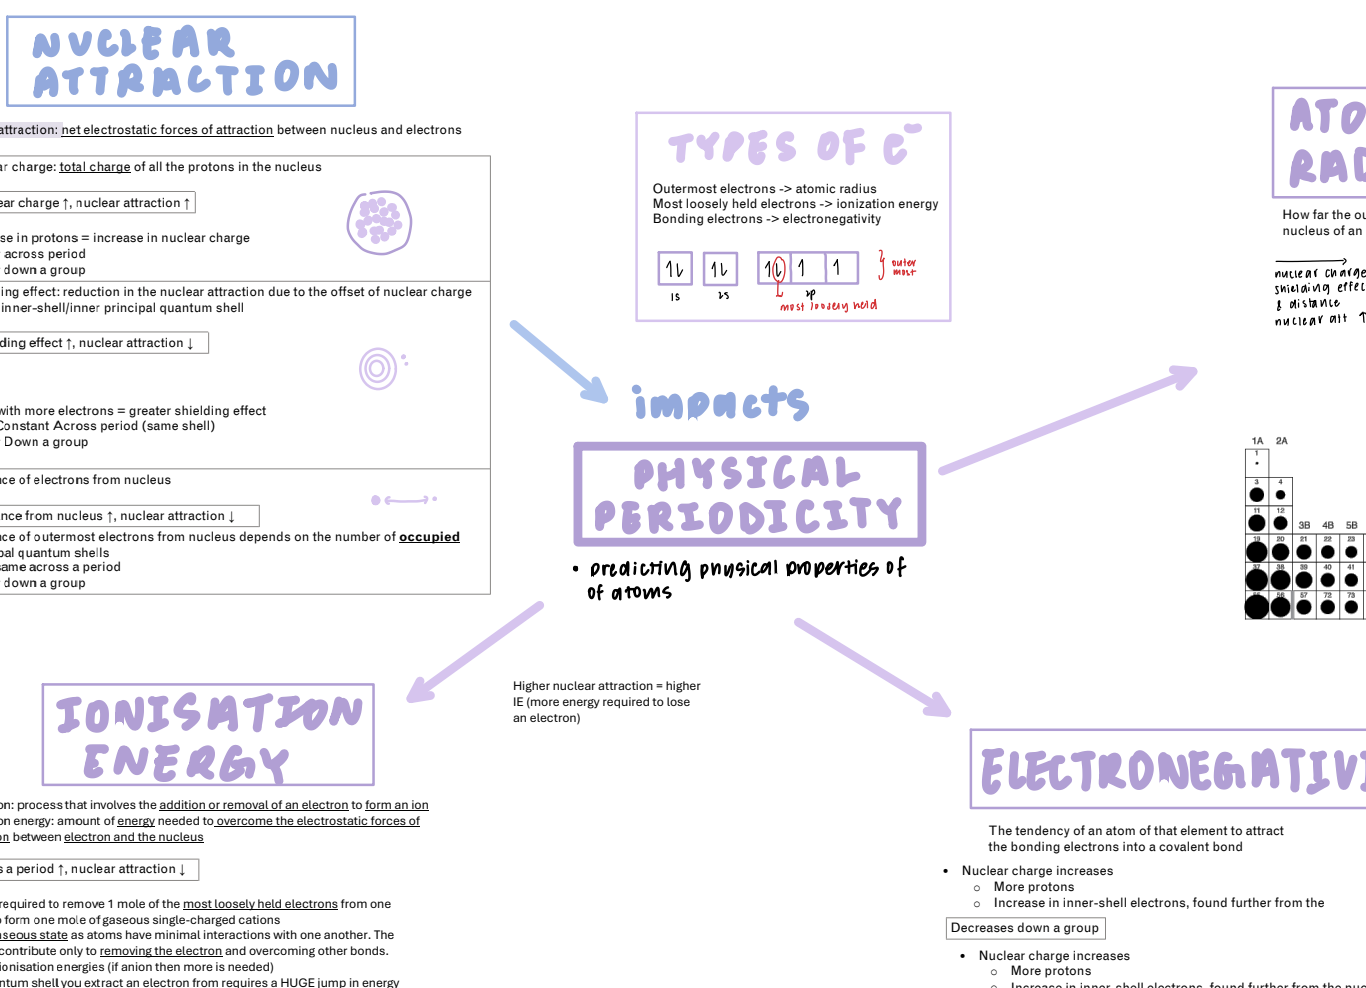 NUCLEAR
ATTRACTION
attraction: net electrostatic forces of attraction between nucleus and electrons
ar charge: total charge of all the protons in the nucleus
ear charge ↑, nuclear attraction ↑
se in protons = increase in nuclear charge
across period
down a group
ing effect: reduction in the nuclear attraction due to the offset of nuclear charge
inner-shell/inner principal quantum shell
ding effect ↑, nuclear attraction ↓
with more electrons = greater shielding effect
Constant Across period (same shell)
Down a group
nce of electrons from nucleus
ance from nucleus ↑, nuclear attraction ↓
nce of outermost electrons from nucleus depends on the number of occupied
pal quantum shells
same across a period
down a group
TYPES OF e⁻
Outermost electrons -> atomic radius
Most loosely held electrons -> ionization energy
Bonding electrons -> electronegativity
outer
most
1s 2s 2p
most loosely held
impacts
PHYSICAL
PERIODICITY
• predicting physical properties of
of atoms
ATO
RAD
How far the ou
nucleus of an
nuclear charge
shielding effec
& distance
nuclear att ↑
1A 2A
1
3 4
11 12 3B 4B 5B
19 20 21 22 23
37 38 39 40 41
55 56 57 72 73
IONISATION
ENERGY
on: process that involves the addition or removal of an electron to form an ion
on energy: amount of energy needed to overcome the electrostatic forces of
on between electron and the nucleus
s a period ↑, nuclear attraction ↓
required to remove 1 mole of the most loosely held electrons from one
o form one mole of gaseous single-charged cations
aseous state as atoms have minimal interactions with one another. The
contribute only to removing the electron and overcoming other bonds.
ionisation energies (if anion then more is needed)
ntum shell you extract an electron from requires a HUGE jump in energy
Higher nuclear attraction = higher
IE (more energy required to lose
an electron)
ELECTRONEGATIVI
The tendency of an atom of that element to attract
the bonding electrons into a covalent bond
• Nuclear charge increases
○ More protons
○ Increase in inner-shell electrons, found further from the
Decreases down a group
• Nuclear charge increases
○ More protons
○ Increase in inner-shell electrons, found further from the nuc